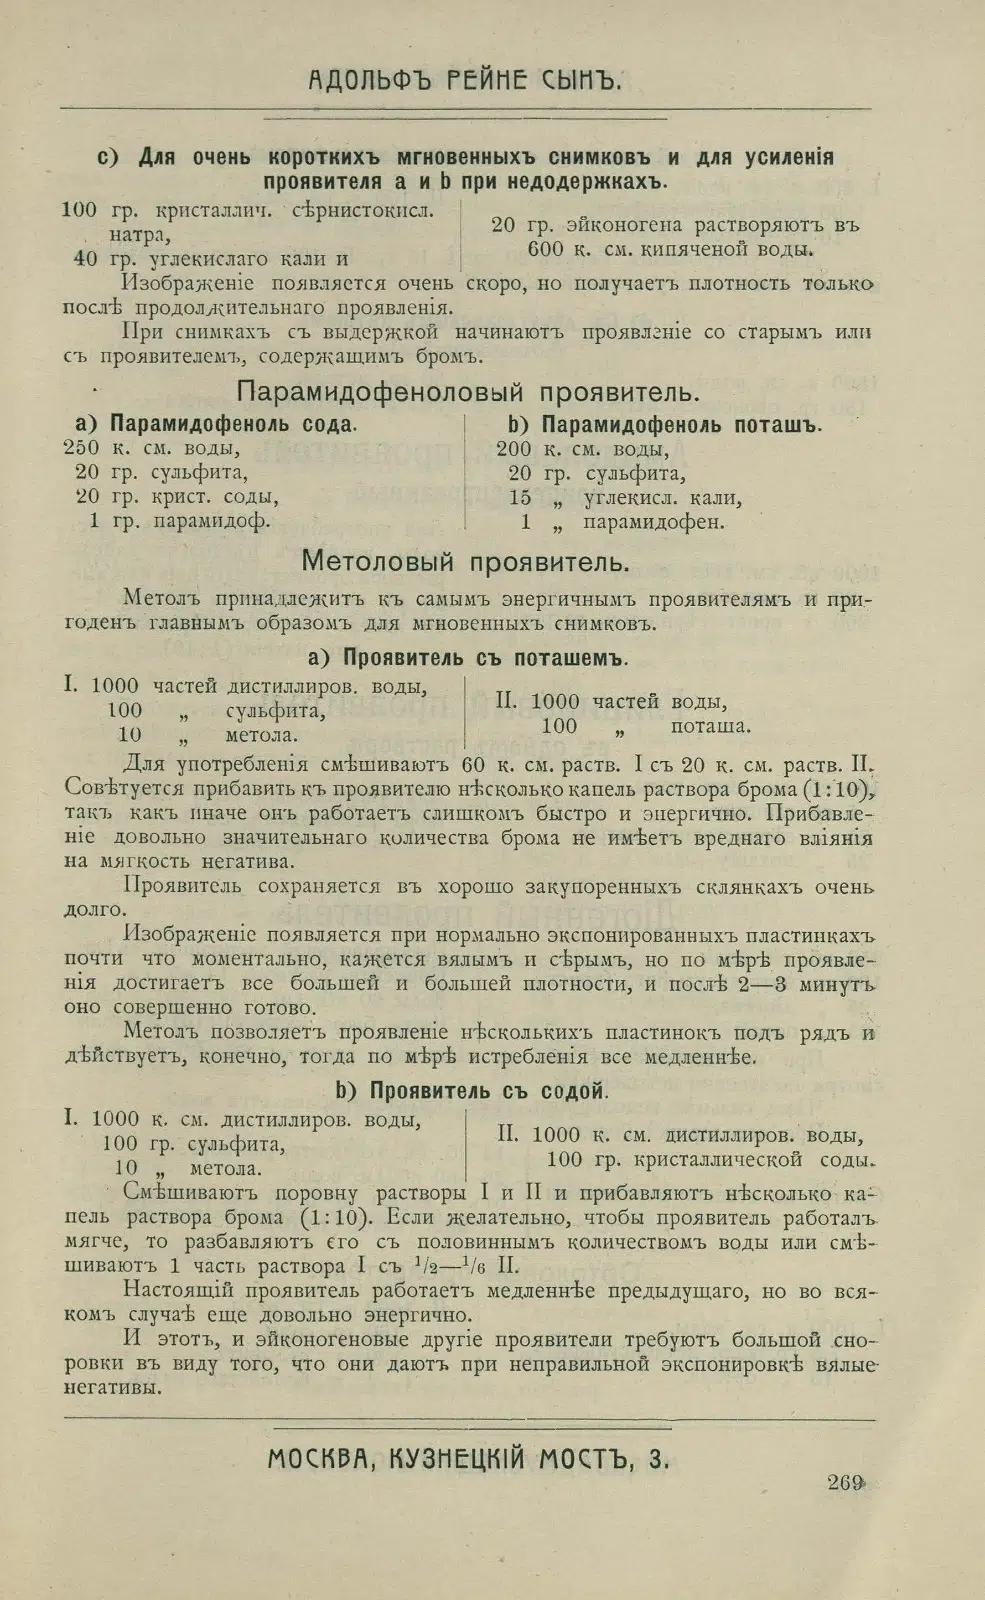 АДОЛЬФЪ РЕЙНЕ СЫНЪ.
c) Для очень короткихъ мгновенныхъ снимковъ и для усиленія
проявителя a и b при недодержкахъ.
100 гр. кристаллич. сѣрнистокисл.
натра,
40 гр. углекислаго кали и
20 гр. эйконогена растворяютъ въ
600 к. см. кипяченой воды.
Изображеніе появляется очень скоро, но получаетъ плотность только
послѣ продолжительнаго проявленія.
При снимкахъ съ выдержкой начинаютъ проявленіе со старымъ или
съ проявителемъ, содержащимъ бромъ.
Парамидофеноловый проявитель.
a) Парамидофеноль сода.
250 к. см. воды,
20 гр. сульфита,
20 гр. крист. соды,
1 гр. парамидоф.
b) Парамидофеноль поташъ.
200 к. см. воды,
20 гр. сульфита,
15 „ углекисл. кали,
1 „ парамидофен.
Метоловый проявитель.
Метолъ принадлежитъ къ самымъ энергичнымъ проявителямъ и при-
годенъ главнымъ образомъ для мгновенныхъ снимковъ.
a) Проявитель съ поташемъ.
I. 1000 частей дистиллиров. воды,
100 „ сульфита,
10 „ метола.
II. 1000 частей воды,
100 „ поташа.
Для употребленія смѣшиваютъ 60 к. см. раств. I съ 20 к. см. раств. II.
Совѣтуется прибавить къ проявителю нѣсколько капель раствора брома (1:10),
такъ какъ иначе онъ работаетъ слишкомъ быстро и энергично. Прибавле-
ніе довольно значительнаго количества брома не имѣетъ вреднаго вліянія
на мягкость негатива.
Проявитель сохраняется въ хорошо закупоренныхъ склянкахъ очень
долго.
Изображеніе появляется при нормально экспонированныхъ пластинкахъ
почти что моментально, кажется вялымъ и сѣрымъ, но по мѣрѣ проявле-
нія достигаетъ все большей и большей плотности, и послѣ 2—3 минутъ
оно совершенно готово.
Метолъ позволяетъ проявленіе нѣсколькихъ пластинокъ подъ рядъ и
дѣйствуетъ, конечно, тогда по мѣрѣ истребленія все медленнѣе.
b) Проявитель съ содой.
I. 1000 к. см. дистиллиров. воды,
100 гр. сульфита,
10 „ метола.
II. 1000 к. см. дистиллиров. воды,
100 гр. кристаллической соды.
Смѣшиваютъ поровну растворы I и II и прибавляютъ нѣсколько ка-
пель раствора брома (1:10). Если желательно, чтобы проявитель работалъ
мягче, то разбавляютъ его съ половиннымъ количествомъ воды или смѣ-
шиваютъ 1 часть раствора I съ ¹/₂—¹/₆ II.
Настоящій проявитель работаетъ медленнѣе предыдущаго, но во вся-
комъ случаѣ еще довольно энергично.
И этотъ, и эйконогеновые другіе проявители требуютъ большой сно-
ровки въ виду того, что они даютъ при неправильной экспонировкѣ вялые
негативы.
МОСКВА, КУЗНЕЦКІЙ МОСТЪ, 3.
269